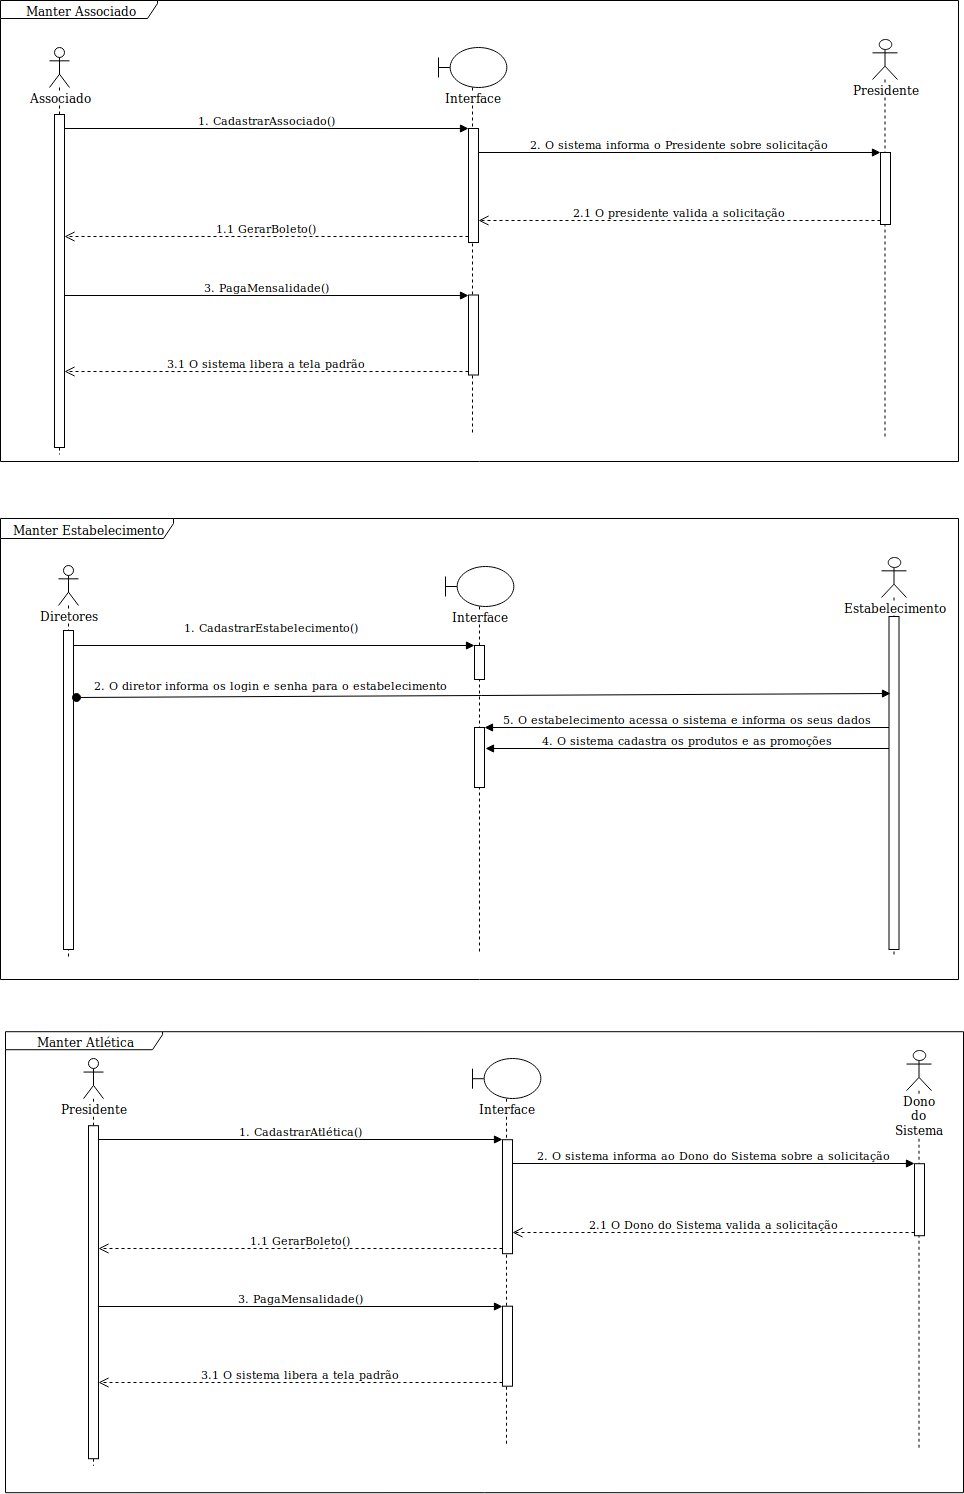 Manter Associado
Associado
Interface
Presidente
1. CadastrarAssociado()
2. O sistema informa o Presidente sobre solicitação
2.1 O presidente valida a solicitação
1.1 GerarBoleto()
3. PagaMensalidade()
3.1 O sistema libera a tela padrão
Manter Estabelecimento
Diretores
Interface
Estabelecimento
1. CadastrarEstabelecimento()
2. O diretor informa os login e senha para o estabelecimento
5. O estabelecimento acessa o sistema e informa os seus dados
4. O sistema cadastra os produtos e as promoções
Manter Atlética
Presidente
Interface
Dono
do
Sistema
1. CadastrarAtlética()
2. O sistema informa ao Dono do Sistema sobre a solicitação
2.1 O Dono do Sistema valida a solicitação
1.1 GerarBoleto()
3. PagaMensalidade()
3.1 O sistema libera a tela padrão